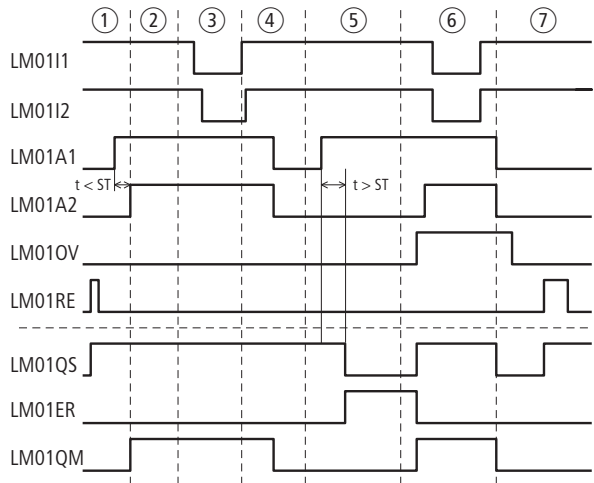 ① ② ③ ④ ⑤ ⑥ ⑦
LM01I1
LM01I2
LM01A1
t < ST t > ST
LM01A2
LM01OV
LM01RE
LM01QS
LM01ER
LM01QM